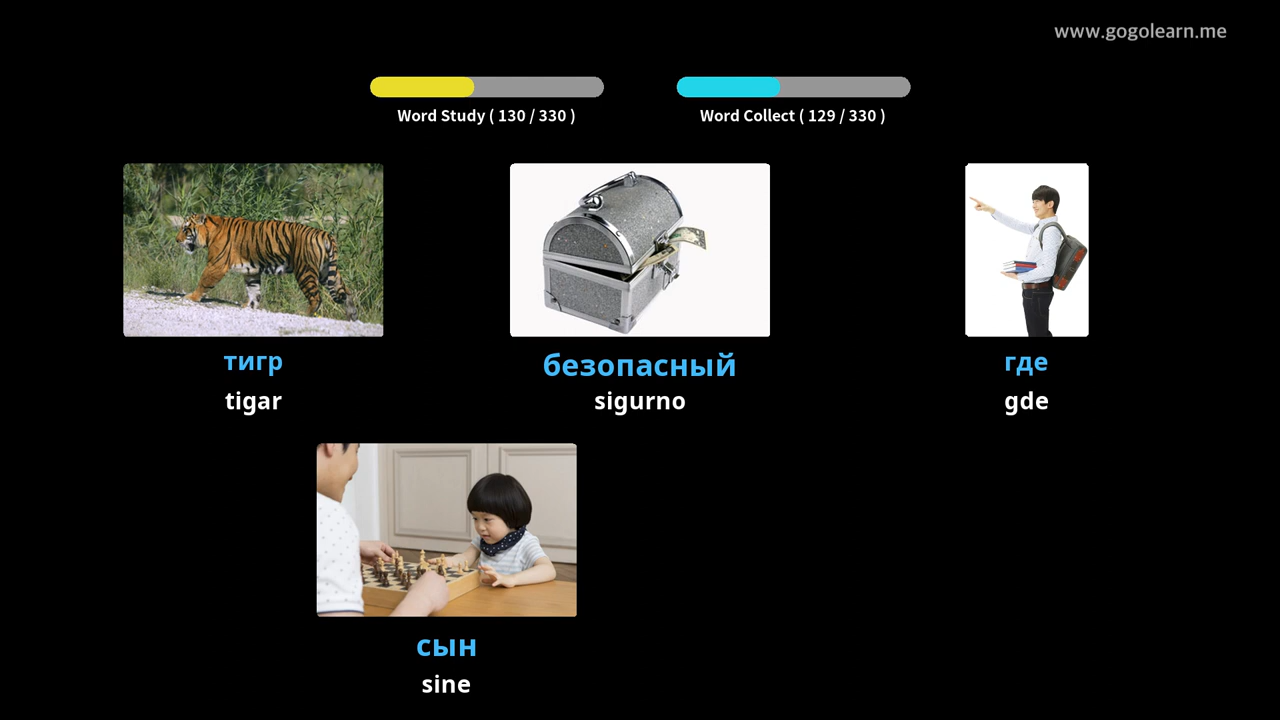 www.gogolearn.me
Word Study ( 130 / 330 )
Word Collect ( 129 / 330 )
тигр
tigar
безопасный
sigurno
где
gde
сын
sine